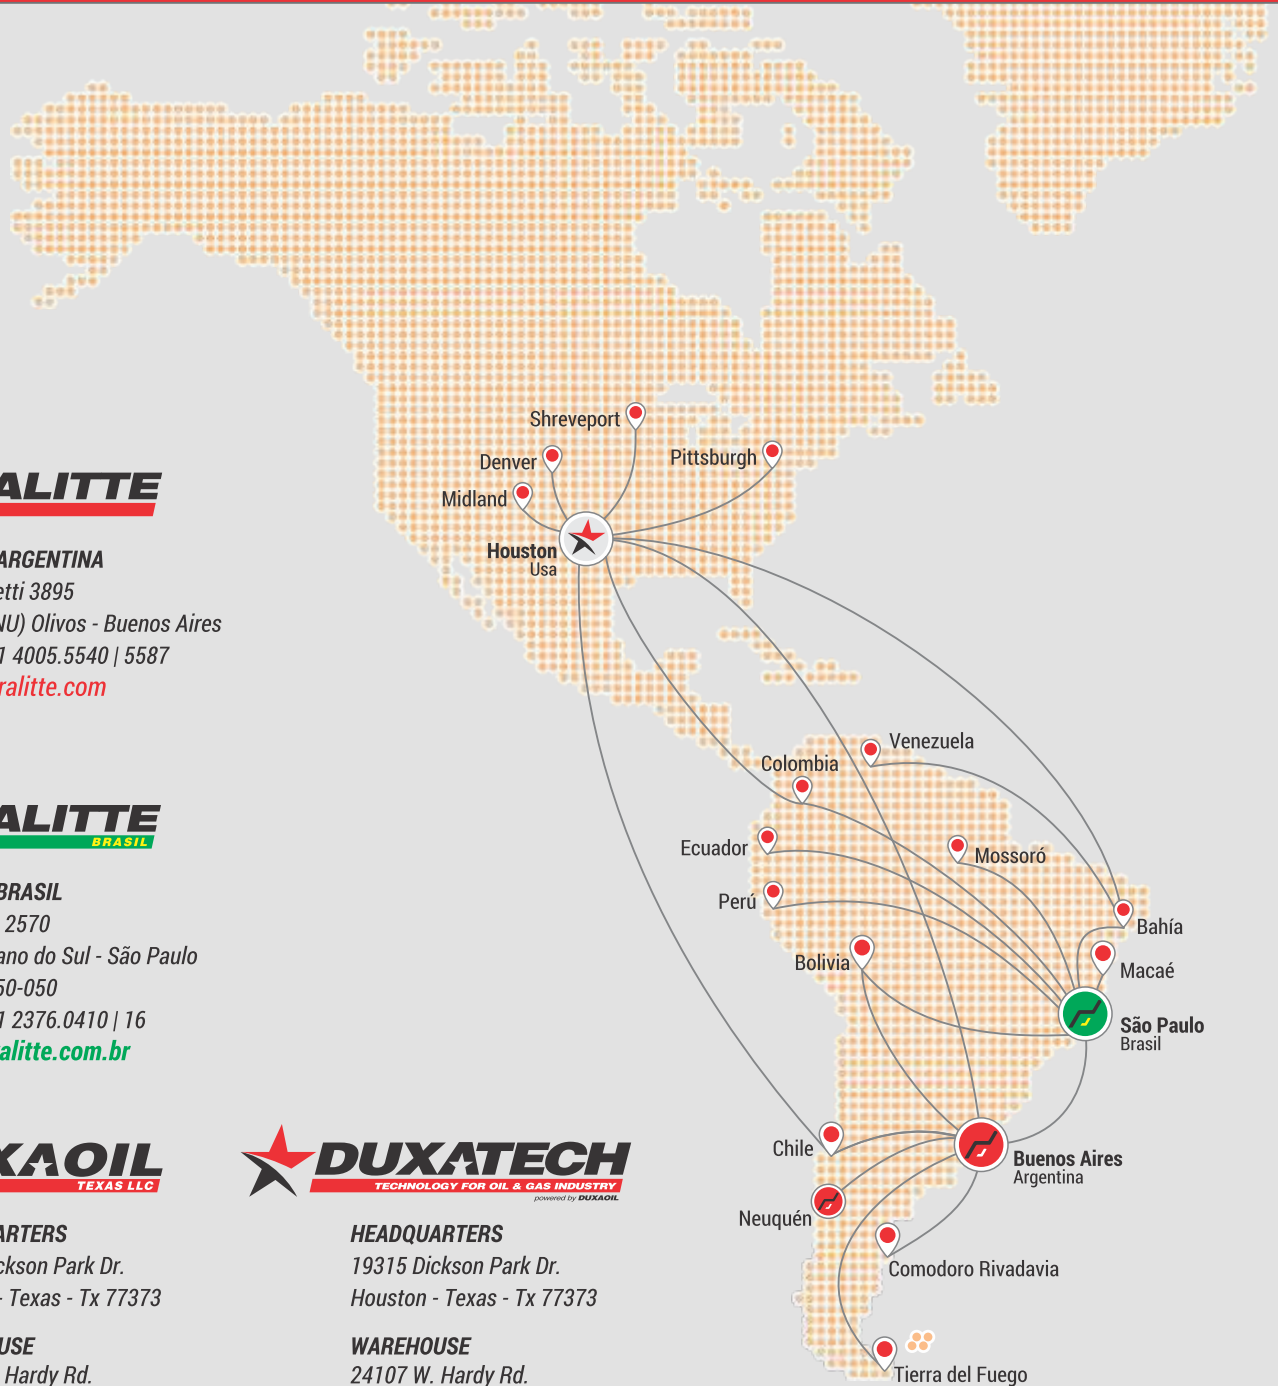 Shreveport
Denver
Pittsburgh
Midland
Houston
Usa
ALITTE
ARGENTINA
etti 3895
NU) Olivos - Buenos Aires
1 4005.5540 | 5587
ralitte.com
Venezuela
Colombia
Ecuador
Mossoró
Perú
Bahía
Bolivia
Macaé
São Paulo
Brasil
ALITTE
BRASIL
BRASIL
2570
ano do Sul - São Paulo
50-050
1 2376.0410 | 16
alitte.com.br
Chile
Buenos Aires
Argentina
Neuquén
Comodoro Rivadavia
Tierra del Fuego
XAOIL
TEXAS LLC
ARTERS
ckson Park Dr.
- Texas - Tx 77373
USE
Hardy Rd.
DUXATECH
TECHNOLOGY FOR OIL & GAS INDUSTRY
powered by DUXAOIL
HEADQUARTERS
19315 Dickson Park Dr.
Houston - Texas - Tx 77373
WAREHOUSE
24107 W. Hardy Rd.